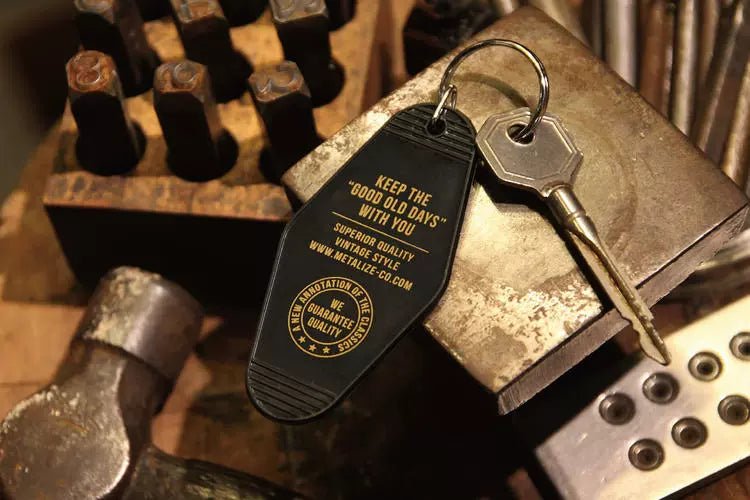 KEEP THE
"GOOD OLD DAYS"
WITH YOU
SUPERIOR QUALITY
VINTAGE STYLE
WWW.METALIZE-CO.COM
A NEW ANNOTATION OF THE CLASSICS
WE
GUARANTEE
QUALITY